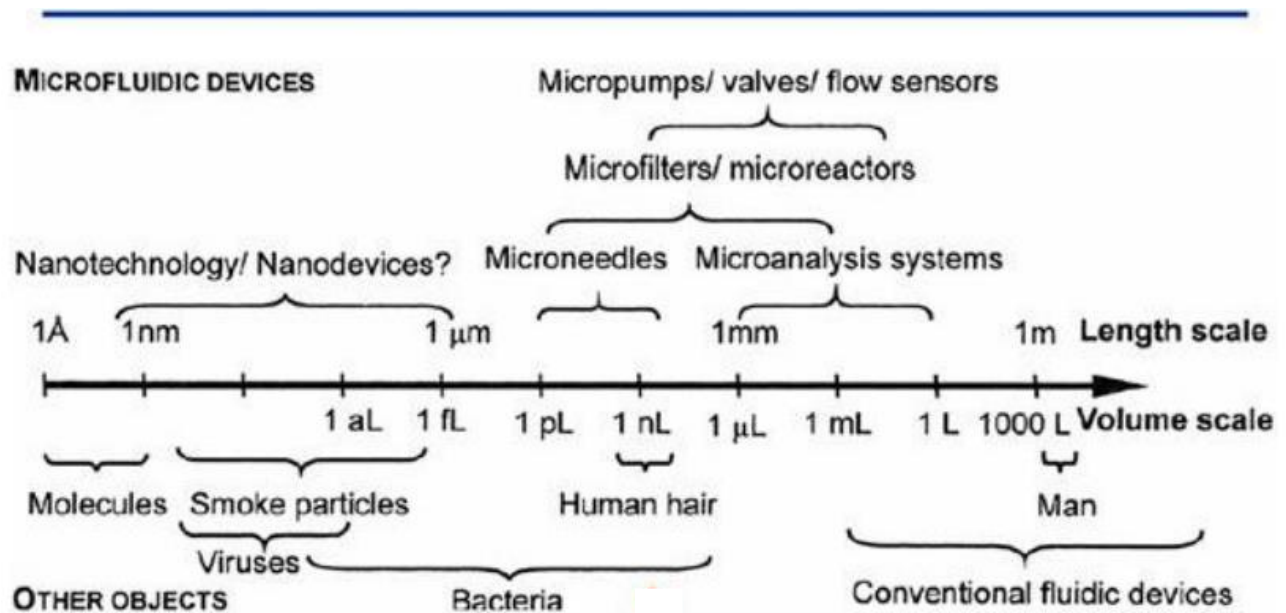 MICROFLUIDIC DEVICES
Micropumps/ valves/ flow sensors
Microfilters/ microreactors
Nanotechnology/ Nanodevices?
Microneedles
Microanalysis systems
1Å
1nm
1 μm
1mm
1m
Length scale
1 aL
1 fL
1 pL
1 nL
1 μL
1 mL
1 L
1000 L
Volume scale
Molecules
Smoke particles
Human hair
Man
Viruses
Bacteria
Conventional fluidic devices
OTHER OBJECTS